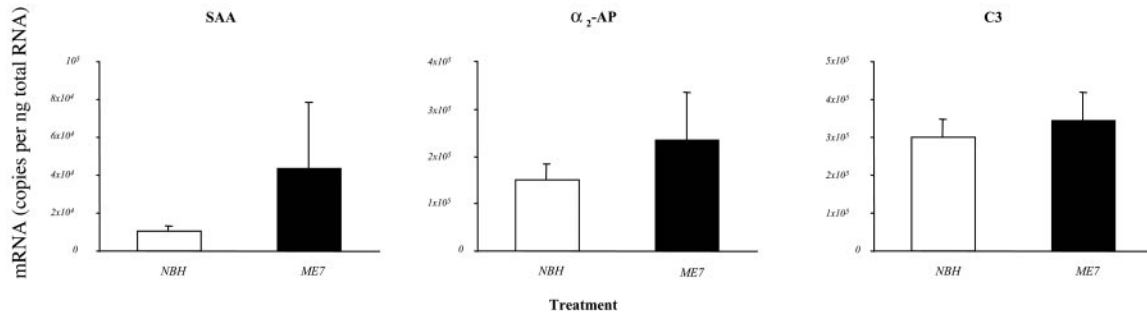 SAA
α2-AP
C3
mRNA (copies per ng total RNA)
10⁵
8x10⁴
6x10⁴
4x10⁴
2x10⁴
0
NBH
ME7
4x10⁵
3x10⁵
2x10⁵
1x10⁵
0
NBH
ME7
5x10⁵
4x10⁵
3x10⁵
2x10⁵
1x10⁵
0
NBH
ME7
Treatment